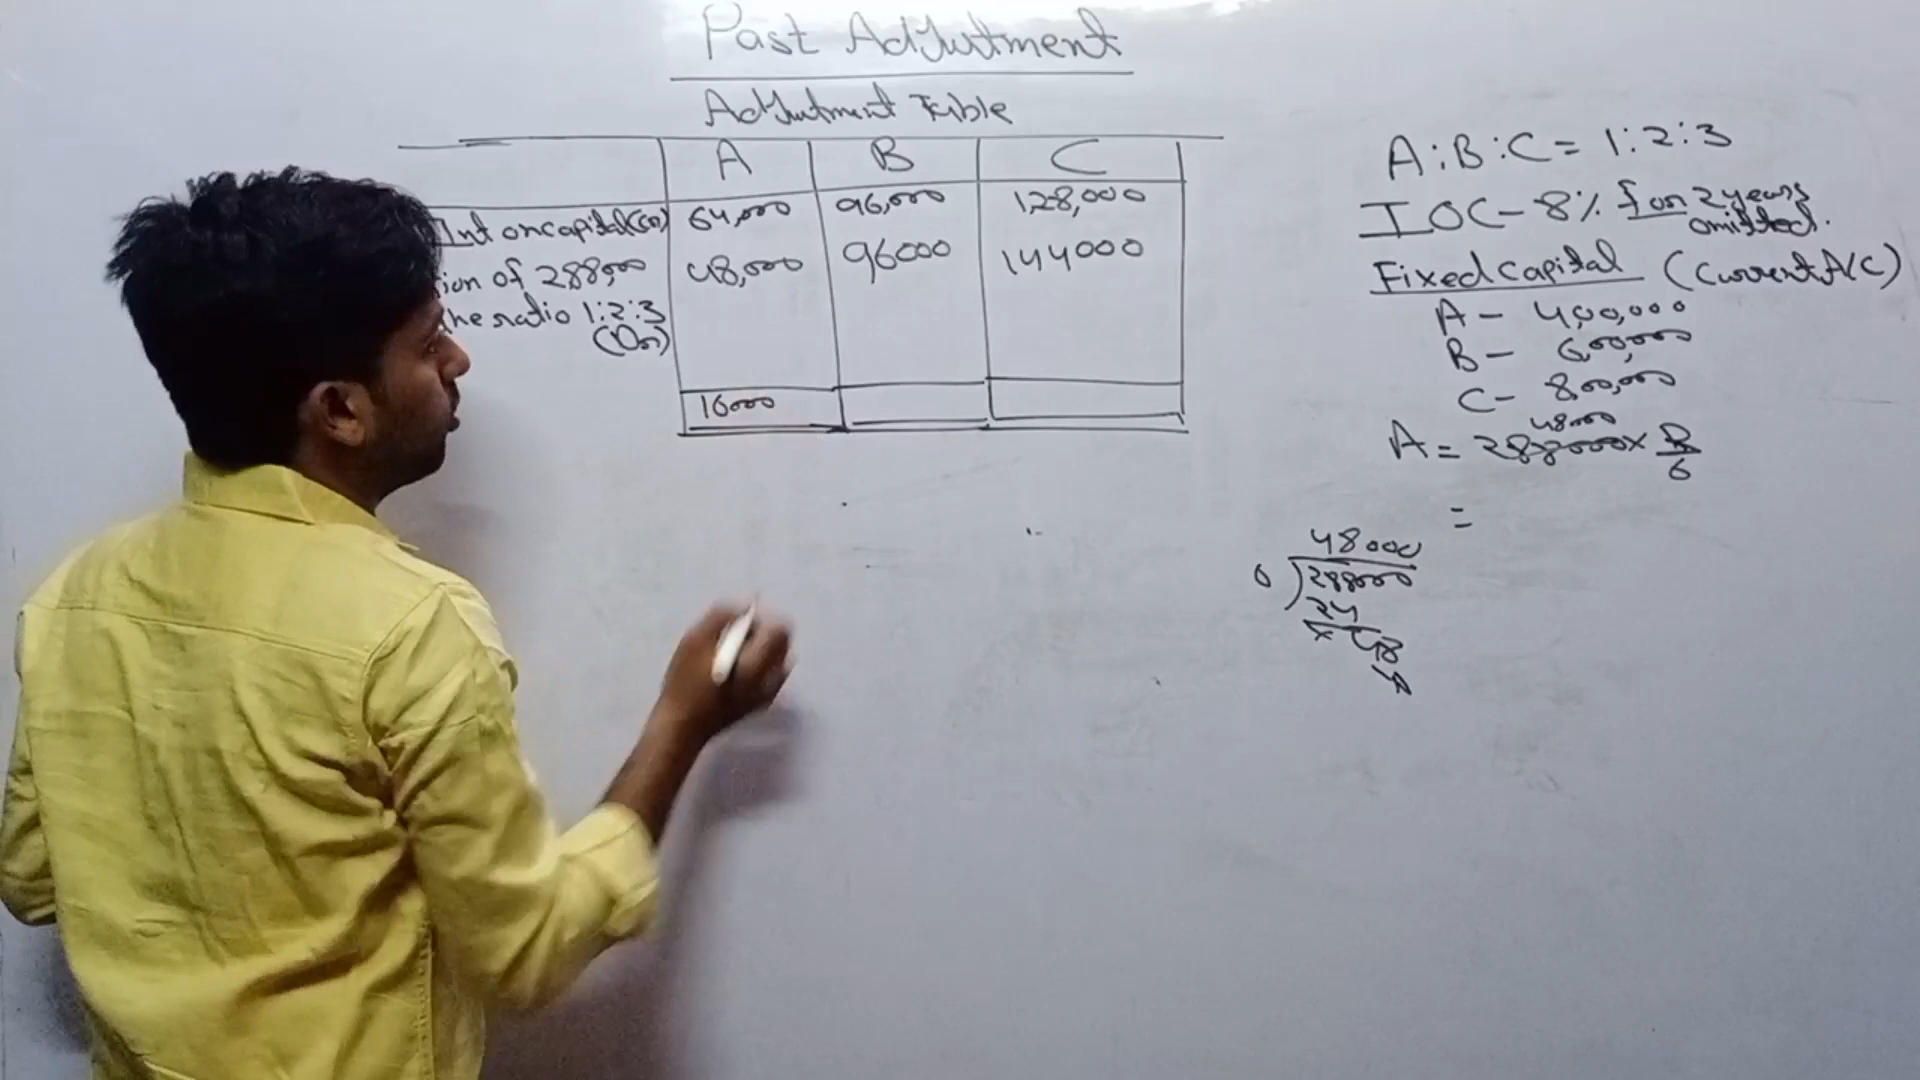 Past Adjustment
Adjustment Table
A B C
Int on capital (Cr) 64,000 96,000 128,000
ion of 288,000 48,000 96000 144000
he ratio 1:2:3
(Dr)
16000
A:B:C = 1:2:3
IOC - 8% for 2 years
omitted.
Fixed capital (Current A/C)
A - 4,00,000
B - 6,00,000
C - 800,000
48000
A = 288000 × 1/6
=
48000
6 ) 288000
24
48